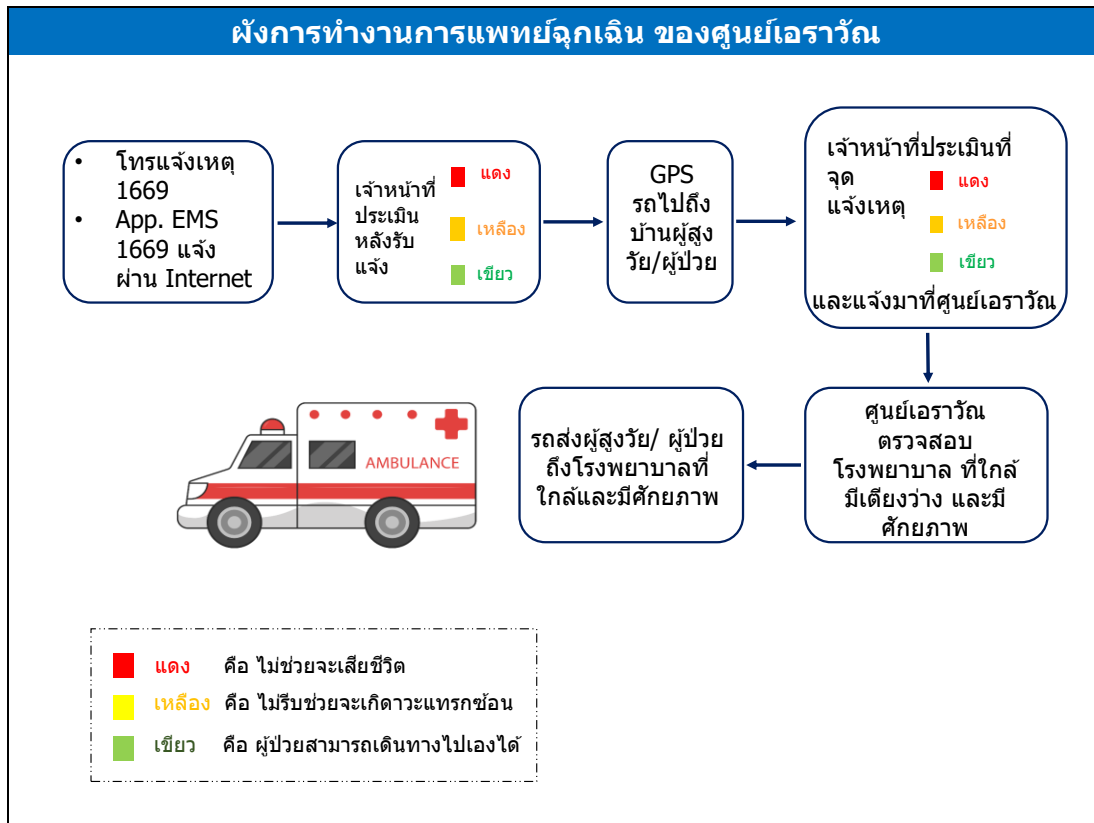 ผังการทำงานการแพทย์ฉุกเฉิน ของศูนย์เอราวัณ
• โทรแจ้งเหตุ
1669
• App. EMS
1669 แจ้ง
ผ่าน Internet
เจ้าหน้าที่
ประเมิน
หลังรับ
แจ้ง
แดง
เหลือง
เขียว
GPS
รถไปถึง
บ้านผู้สูง
วัย/ผู้ป่วย
เจ้าหน้าที่ประเมินที่
จุด
แจ้งเหตุ
แดง
เหลือง
เขียว
และแจ้งมาที่ศูนย์เอราวัณ
ศูนย์เอราวัณ
ตรวจสอบ
โรงพยาบาล ที่ใกล้
มีเตียงว่าง และมี
ศักยภาพ
รถส่งผู้สูงวัย/ ผู้ป่วย
ถึงโรงพยาบาลที่
ใกล้และมีศักยภาพ
AMBULANCE
แดง คือ ไม่ช่วยจะเสียชีวิต
เหลือง คือ ไม่รีบช่วยจะเกิดาวะแทรกซ้อน
เขียว คือ ผู้ป่วยสามารถเดินทางไปเองได้